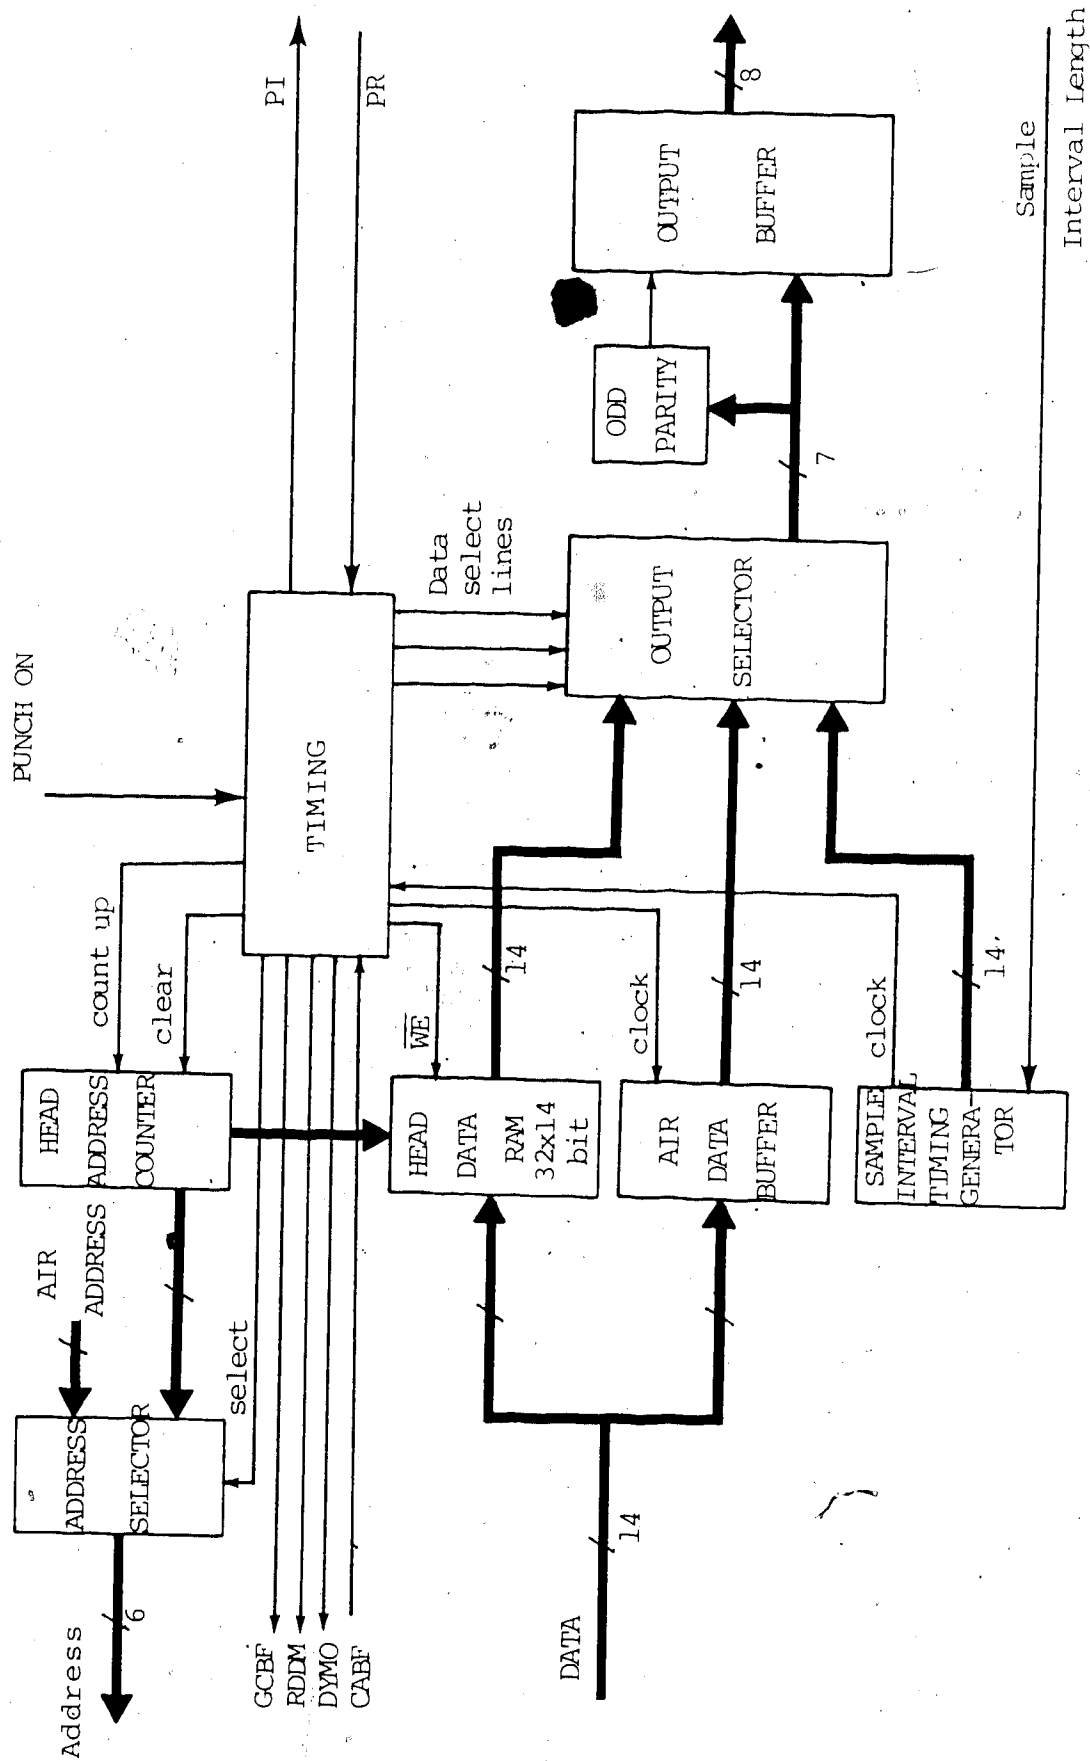 Address
6
ADDRESS
SELECTOR
AIR
ADDRESS
HEAD
ADDRESS
COUNTER
count up
clear
select
PUNCH ON
TIMING
PI
PR
GCBF
RDDM
DYMO
CABF
WE
Data
select
lines
DATA
14
HEAD
DATA
RAM
32x14
bit
14
AIR
DATA
BUFFER
clock
14
SAMPLE
INTERVAL
TIMING
GENERA-
TOR
clock
14
OUTPUT
SELECTOR
7
ODD
PARITY
OUTPUT
BUFFER
8
Sample
Interval Length